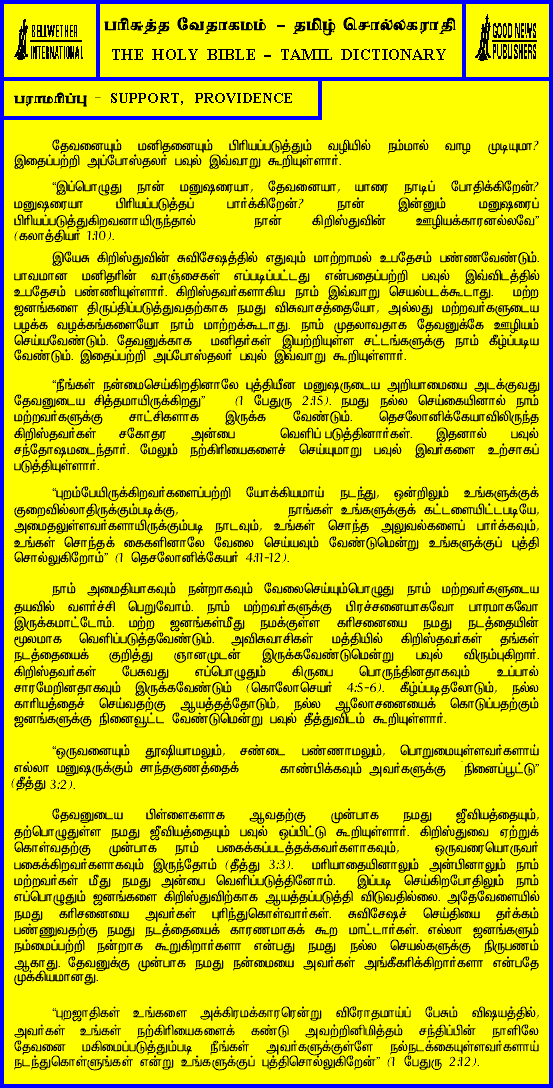 BELLWETHER
INTERNATIONAL
பரிசுத்த வேதாகமம் – தமிழ் சொல்லகராதி
THE HOLY BIBLE – TAMIL DICTIONARY
GOOD NEWS
PUBLISHERS
பராமரிப்பு – SUPPORT, PROVIDENCE
தேவனையும் மனிதனையும் பிரியப்படுத்தும் வழியில் நம்மால் வாழ முடியுமா?
இதைப்பற்றி அப்போஸ்தலர் பவுல் இவ்வாறு கூறியுள்ளார்.
“இப்பொழுது நான் மனுஷரையா, தேவனையா, யாரை நாடிப் போதிக்கிறேன்?
மனுஷரையா பிரியப்படுத்தப் பார்க்கிறேன்? நான் இன்னும் மனுஷரைப்
பிரியப்படுத்துகிறவனாயிருந்தால் நான் கிறிஸ்துவின் ஊழியக்காரனல்லவே”
(கலாத்தியர் 1:10).
இயேசு கிறிஸ்துவின் சுவிசேஷத்தில் எதுவும் மாற்றாமல் உபதேசம் பண்ணவேண்டும்.
பாவமான மனிதரின் வாஞ்சைகள் எப்படிப்பட்டது என்பதைப்பற்றி பவுல் இவ்விடத்தில்
உபதேசம் பண்ணியுள்ளார். கிறிஸ்தவர்களாகிய நாம் இவ்வாறு செயல்படக்கூடாது. மற்ற
ஜனங்களை திருப்திப்படுத்துவதற்காக நமது விசுவாசத்தையோ, அல்லது மற்றவர்களுடைய
பழக்க வழக்கங்களையோ நாம் மாற்றக்கூடாது. நாம் முதலாவதாக தேவனுக்கே ஊழியம்
செய்யவேண்டும். தேவனுக்காக மனிதர்கள் இயற்றியுள்ள சட்டங்களுக்கு நாம் கீழ்ப்படிய
வேண்டும். இதைப்பற்றி அப்போஸ்தலர் பவுல் இவ்வாறு கூறியுள்ளார்.
“நீங்கள் நன்மைசெய்கிறதினாலே புத்தியீன மனுஷருடைய அறியாமையை அடக்குவது
தேவனுடைய சித்தமாயிருக்கிறது” (1 பேதுரு 2:15). நமது நல்ல செய்கையினால் நாம்
மற்றவர்களுக்கு சாட்சிகளாக இருக்க வேண்டும். தெசலோனிக்கேயாவிலிருந்த
கிறிஸ்தவர்கள் சகோதர அன்பை வெளிப்படுத்தினார்கள். இதனால் பவுல்
சந்தோஷமடைந்தார். மேலும் நற்கிரியைகளைச் செய்யுமாறு பவுல் இவர்களை உற்சாகப்
படுத்தியுள்ளார்.
“புறம்பேயிருக்கிறவர்களைப்பற்றி யோக்கியமாய் நடந்து, ஒன்றிலும் உங்களுக்குக்
குறைவில்லாதிருக்கும்படிக்கு, நாங்கள் உங்களுக்குக் கட்டளையிட்டபடியே,
அமைதலுள்ளவர்களாயிருக்கும்படி நாடவும், உங்கள் சொந்த அலுவல்களைப் பார்க்கவும்,
உங்கள் சொந்தக் கைகளினாலே வேலை செய்யவும் வேண்டுமென்று உங்களுக்குப் புத்தி
சொல்லுகிறோம்” (1 தெசலோனிக்கேயர் 4:11-12).
நாம் அமைதியாகவும் நன்றாகவும் வேலைசெய்யும்பொழுது நாம் மற்றவர்களுடைய
தயவில் வளர்ச்சி பெறுவோம். நாம் மற்றவர்களுக்கு பிரச்சனையாகவோ பாரமாகவோ
இருக்கமாட்டோம். மற்ற ஜனங்கள்மீது நமக்குள்ள கரிசனையை நமது நடத்தையின்
மூலமாக வெளிப்படுத்தவேண்டும். அவிசுவாசிகள் மத்தியில் கிறிஸ்தவர்கள் தங்கள்
நடத்தையைக் குறித்து ஞானமுடன் இருக்கவேண்டுமென்று பவுல் விரும்புகிறார்.
கிறிஸ்தவர்கள் பேசுவது எப்பொழுதும் கிருபை பொருந்தினதாகவும் உப்பால்
சாரமேறினதாகவும் இருக்கவேண்டும் (கொலோசெயர் 4:5-6). கீழ்ப்படிதலோடும், நல்ல
காரியத்தைச் செய்வதற்கு ஆயத்தத்தோடும், நல்ல ஆலோசனையைக் கொடுப்பதற்கும்
ஜனங்களுக்கு நினைவூட்ட வேண்டுமென்று பவுல் தீத்துவிடம் கூறியுள்ளார்.
“ஒருவனையும் தூஷியாமலும், சண்டை பண்ணாமலும், பொறுமையுள்ளவர்களாய்
எல்லா மனுஷருக்கும் சாந்தகுணத்தைக் காண்பிக்கவும் அவர்களுக்கு நினைப்பூட்டு”
(தீத்து 3:2).
தேவனுடைய பிள்ளைகளாக ஆவதற்கு முன்பாக நமது ஜீவியத்தையும்,
தற்பொழுதுள்ள நமது ஜீவியத்தையும் பவுல் ஒப்பிட்டு கூறியுள்ளார். கிறிஸ்துவை ஏற்றுக்
கொள்வதற்கு முன்பாக நாம் பகைக்கப்படத்தக்கவர்களாகவும், ஒருவரையொருவர்
பகைக்கிறவர்களாகவும் இருந்தோம் (தீத்து 3:3). மரியாதையினாலும் அன்பினாலும் நாம்
மற்றவர்கள் மீது நமது அன்பை வெளிப்படுத்தினோம். இப்படி செய்கிறபோதிலும் நாம்
எப்பொழுதும் ஜனங்களை கிறிஸ்துவிற்காக ஆயத்தப்படுத்தி விடுவதில்லை. அதேவேளையில்
நமது கரிசனையை அவர்கள் புரிந்துகொள்வார்கள். சுவிசேஷச் செய்தியை தர்க்கம்
பண்ணுவதற்கு நமது நடத்தைகைக் காரணமாகக் கூற மாட்டார்கள். எல்லா ஜனங்களும்
நம்மைப்பற்றி நன்றாக கூறுகிறார்களா என்பது நமது நல்ல செயல்களுக்கு நிருபணம்
ஆகாது. தேவனுக்கு முன்பாக நமது நன்மையை அவர்கள் அங்கீகரிக்கிறார்களா என்பதே
முக்கியமானது.
“புறஜாதிகள் உங்களை அக்கிரமக்காரரென்று விரோதமாய்ப் பேசும் விஷயத்தில்,
அவர்கள் உங்கள் நற்கிரியைகளைக் கண்டு அவற்றினிமித்தம் சந்திப்பின் நாளிலே
தேவனை மகிமைப்படுத்தும்படி நீங்கள் அவர்களுக்குள்ளே நல்நடக்கையுள்ளவர்களாய்
நடந்துகொள்ளுங்கள் என்று உங்களுக்குப் புத்திசொல்லுகிறேன்” (1 பேதுரு 2:12).